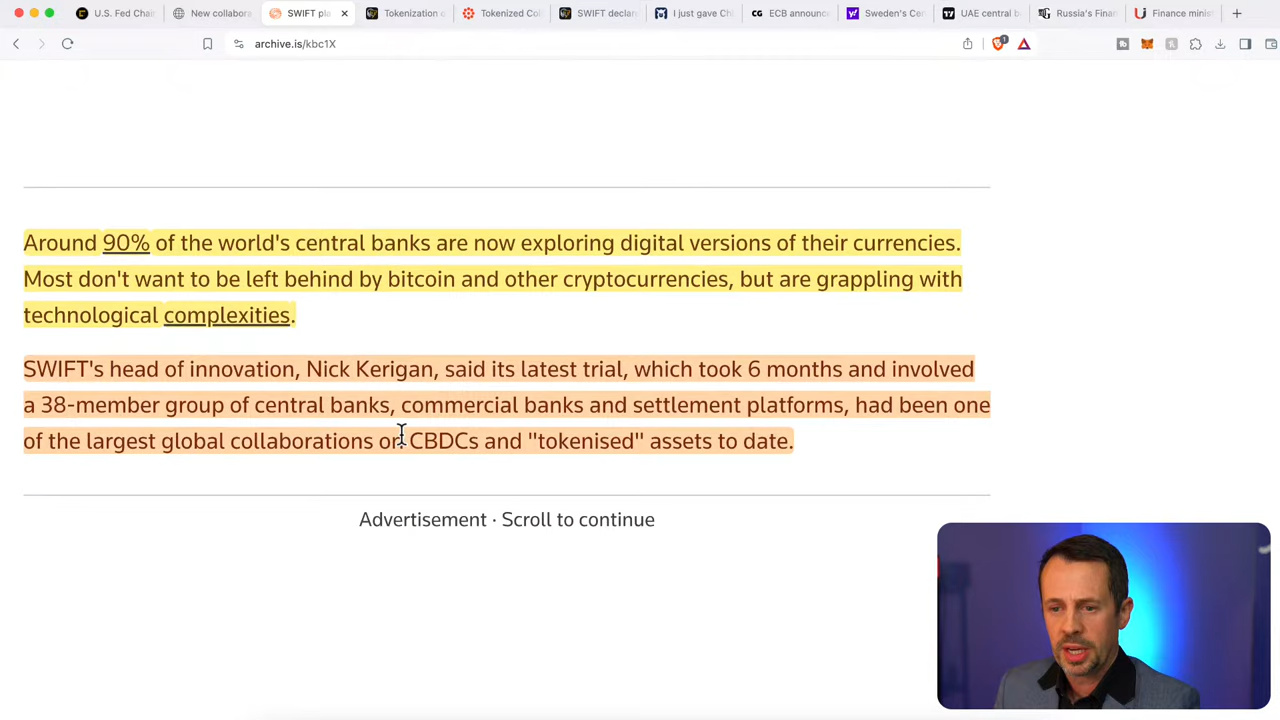 U.S. Fed Chair
New collabora
SWIFT pla
Tokenization o
Tokenized Col
SWIFT declar
I just gave Chi
ECB announc
Sweden's Cen
UAE central b
Russia's Finan
Finance minist
archive.is/kbc1X
Around 90% of the world's central banks are now exploring digital versions of their currencies.
Most don't want to be left behind by bitcoin and other cryptocurrencies, but are grappling with
technological complexities.
SWIFT's head of innovation, Nick Kerigan, said its latest trial, which took 6 months and involved
a 38-member group of central banks, commercial banks and settlement platforms, had been one
of the largest global collaborations on CBDCs and "tokenised" assets to date.
Advertisement · Scroll to continue